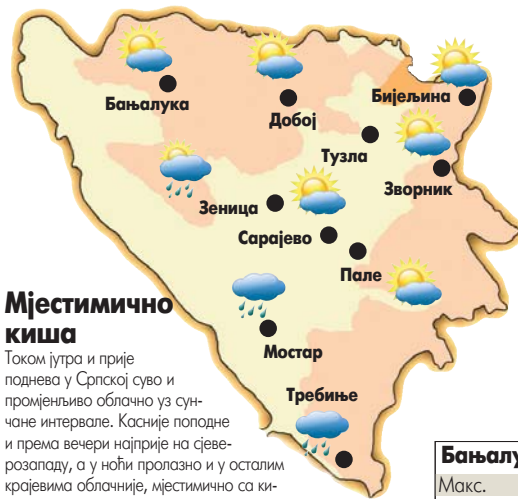 Бањалука
Добој
Бијељина
Тузла
Зворник
Зеница
Сарајево
Пале
Мостар
Требиње
Мјестимично
киша
Током јутра и прије
поднева у Српској суво и
промјенљиво облачно уз сун-
чане интервале. Касније поподне
и према вечери најприје на сјеве-
розападу, а у ноћи пролазно и у осталим
крајевима облачније, мјестимично са ки-
Бањалу
Макс.